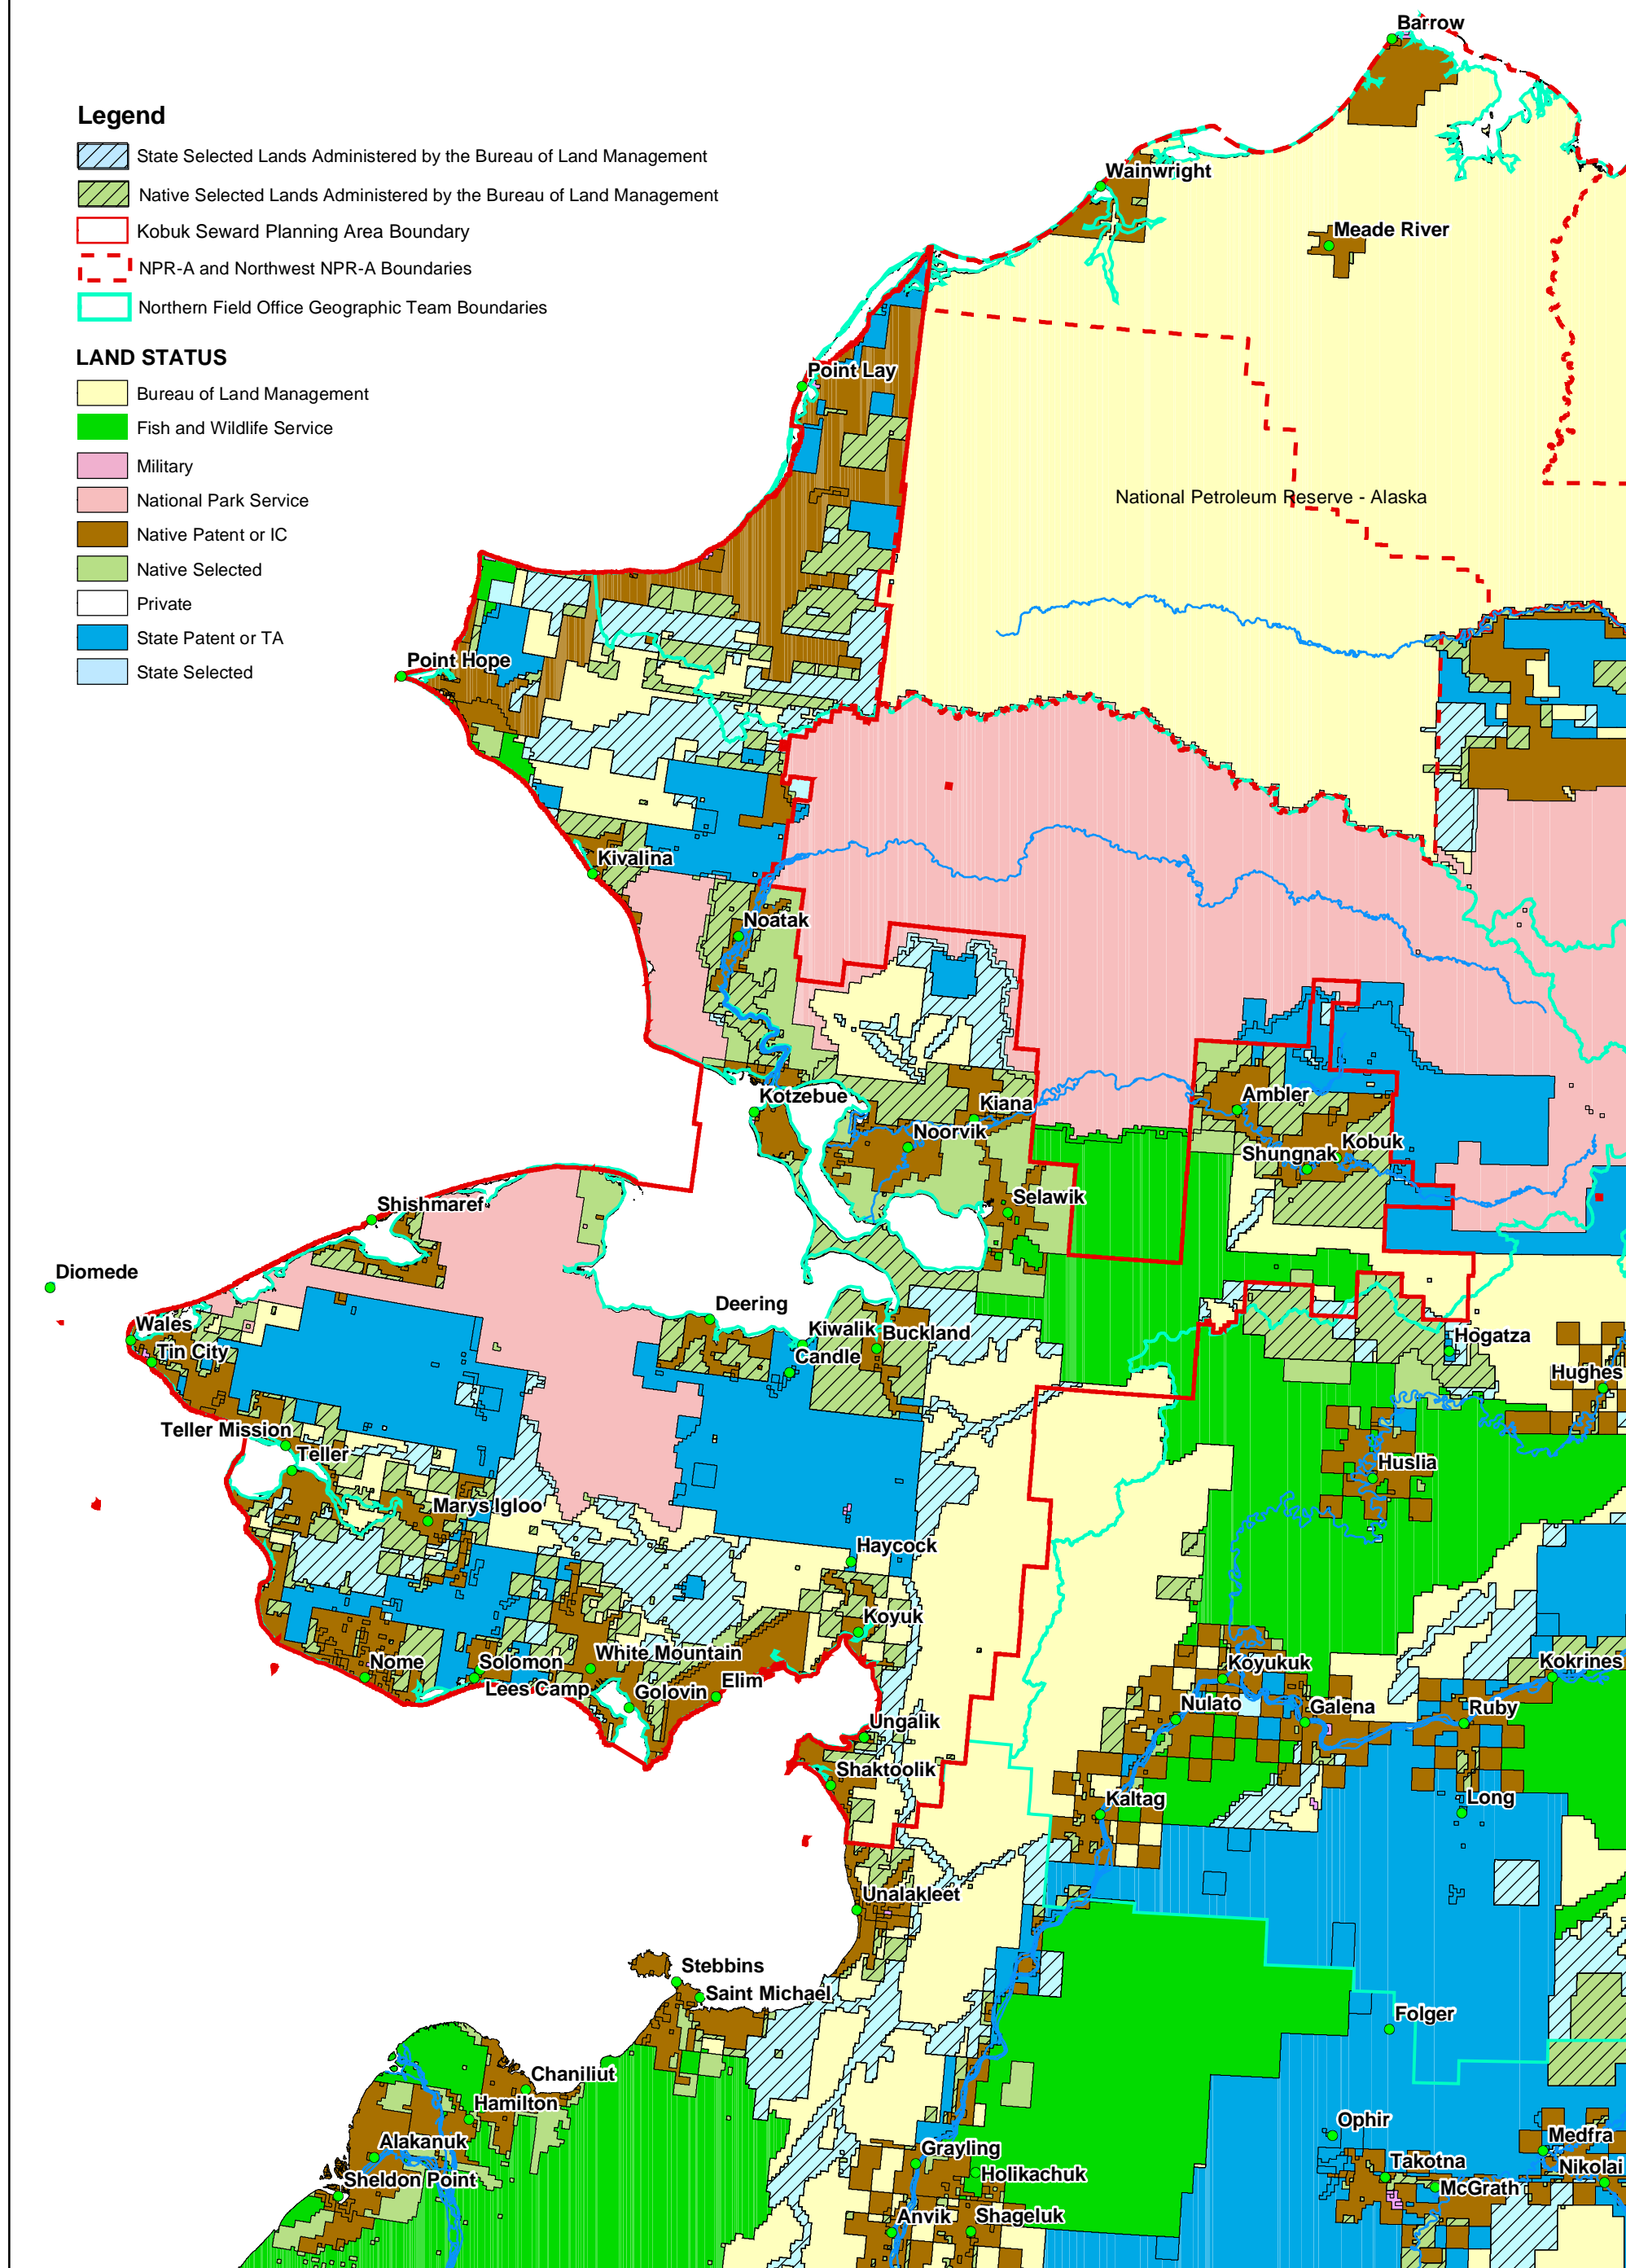 Legend
State Selected Lands Administered by the Bureau of Land Management
Native Selected Lands Administered by the Bureau of Land Management
Kobuk Seward Planning Area Boundary
NPR-A and Northwest NPR-A Boundaries
Northern Field Office Geographic Team Boundaries
LAND STATUS
Bureau of Land Management
Fish and Wildlife Service
Military
National Park Service
Native Patent or IC
Native Selected
Private
State Patent or TA
State Selected
Barrow
Wainwright
Meade River
Point Lay
National Petroleum Reserve - Alaska
Point Hope
Kivalina
Noatak
Kotzebue
Kiana
Ambler
Noorvik
Kobuk
Shungnak
Selawik
Shishmaref
Diomede
Deering
Wales
Kiwalik
Buckland
Hogatza
Tin City
Candle
Hughes
Teller Mission
Teller
Huslia
Marys Igloo
Haycock
Koyuk
White Mountain
Nome
Solomon
Koyukuk
Kokrines
Lees Camp
Elim
Golovin
Nulato
Galena
Ruby
Ungalik
Shaktoolik
Kaltag
Long
Unalakleet
Stebbins
Saint Michael
Folger
Chaniliut
Hamilton
Ophir
Medfra
Alakanuk
Grayling
Takotna
Nikolai
Sheldon Point
Holikachuk
McGrath
Anvik
Shageluk